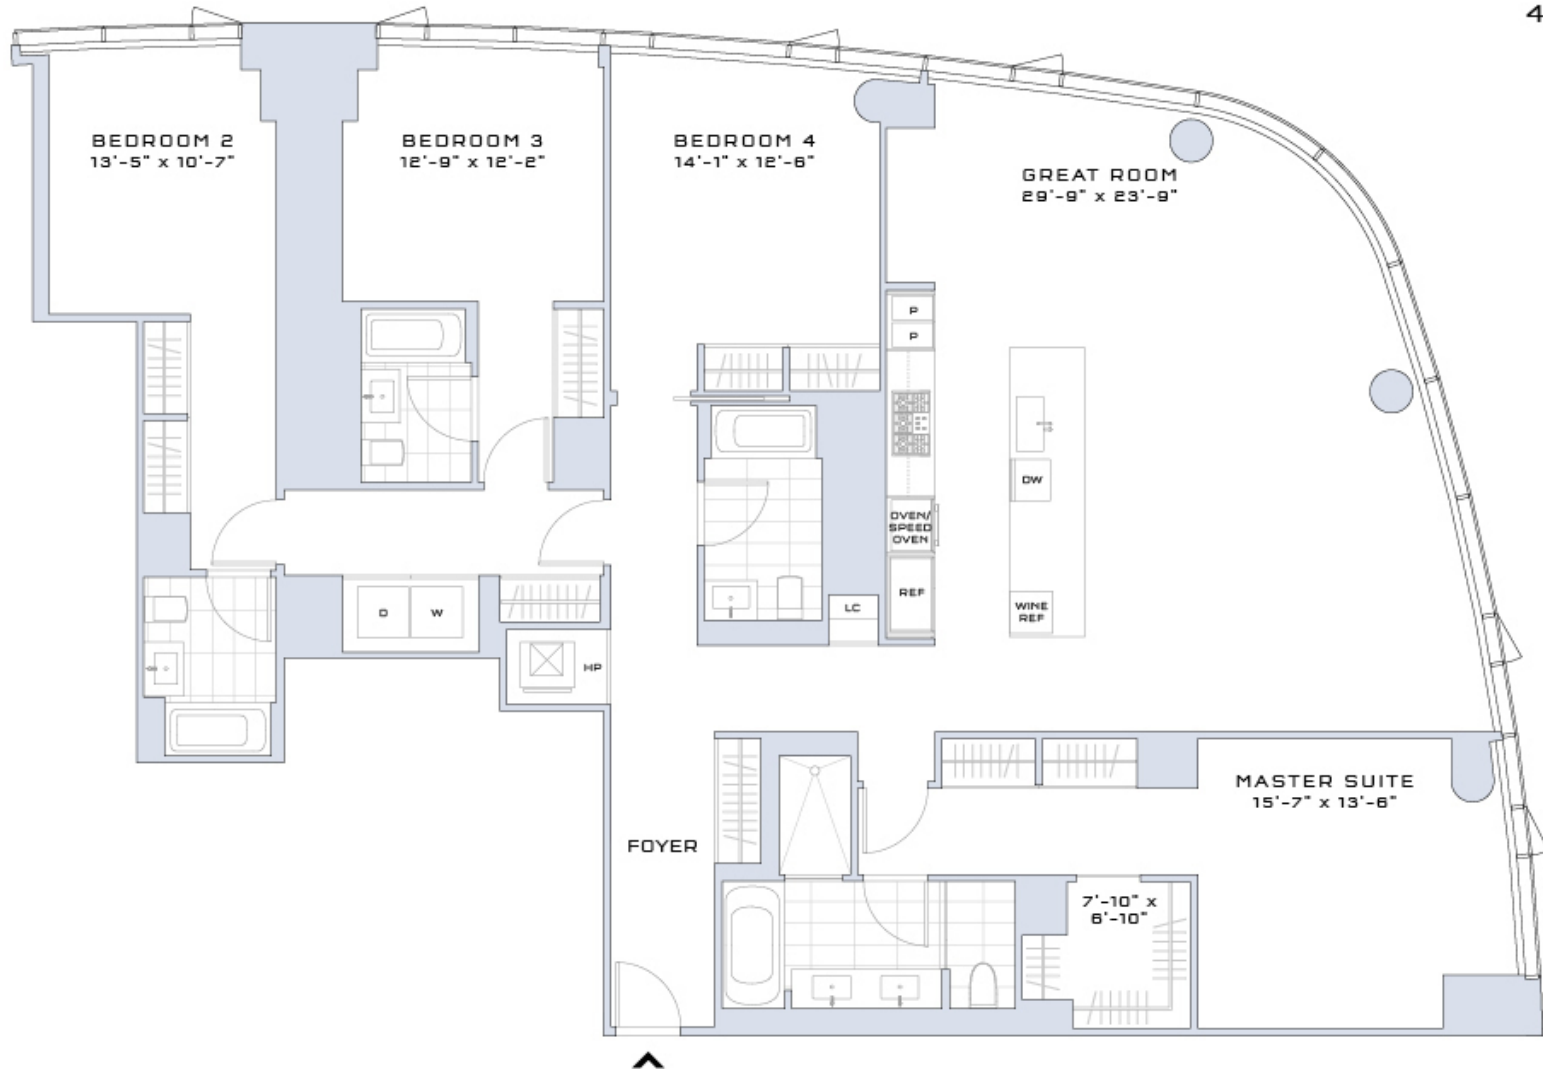 4
BEDROOM 2
13'-5" x 10'-7"
BEDROOM 3
12'-9" x 12'-2"
BEDROOM 4
14'-1" x 12'-6"
GREAT ROOM
29'-9" x 23'-9"
P
P
DW
OVEN/
SPEED
OVEN
REF
WINE
REF
LC
D
W
HP
MASTER SUITE
15'-7" x 13'-6"
FOYER
7'-10" x
6'-10"